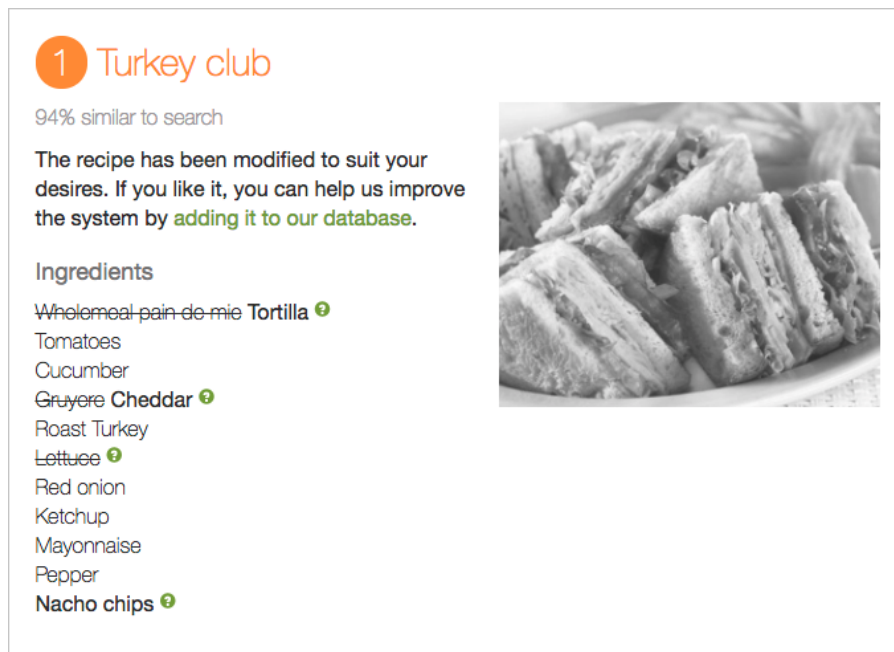 1 Turkey club
94% similar to search
The recipe has been modified to suit your
desires. If you like it, you can help us improve
the system by adding it to our database.
Ingredients
Wholemeal pain de mie Tortilla ?
Tomatoes
Cucumber
Gruyere Cheddar ?
Roast Turkey
Lettuce ?
Red onion
Ketchup
Mayonnaise
Pepper
Nacho chips ?